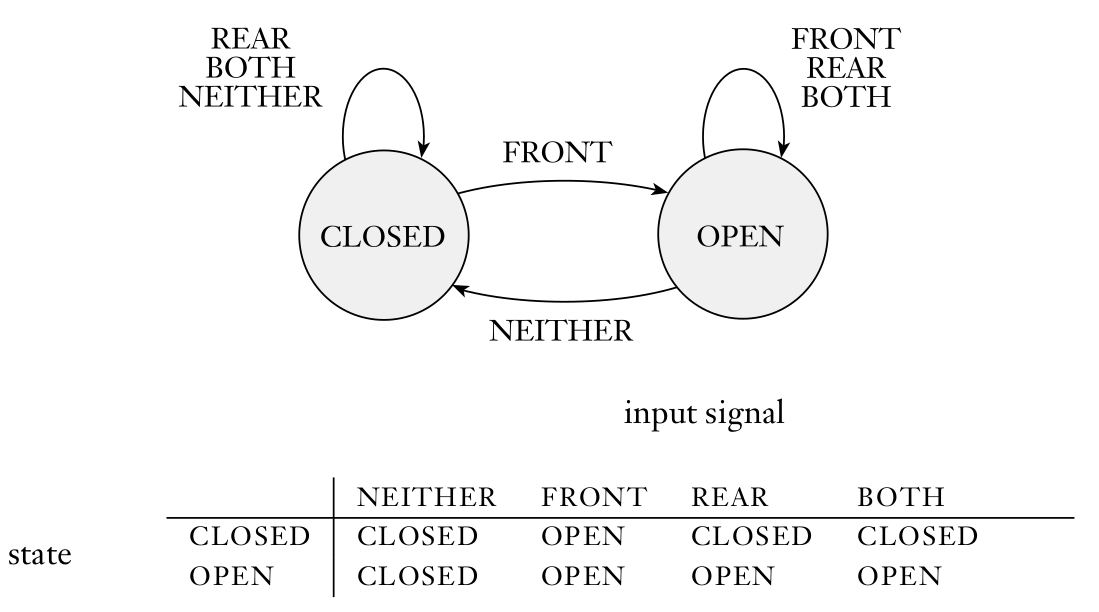 REAR
BOTH
NEITHER
FRONT
REAR
BOTH
FRONT
CLOSED
OPEN
NEITHER
input signal
NEITHER FRONT REAR BOTH
CLOSED CLOSED OPEN CLOSED CLOSED
state
OPEN CLOSED OPEN OPEN OPEN